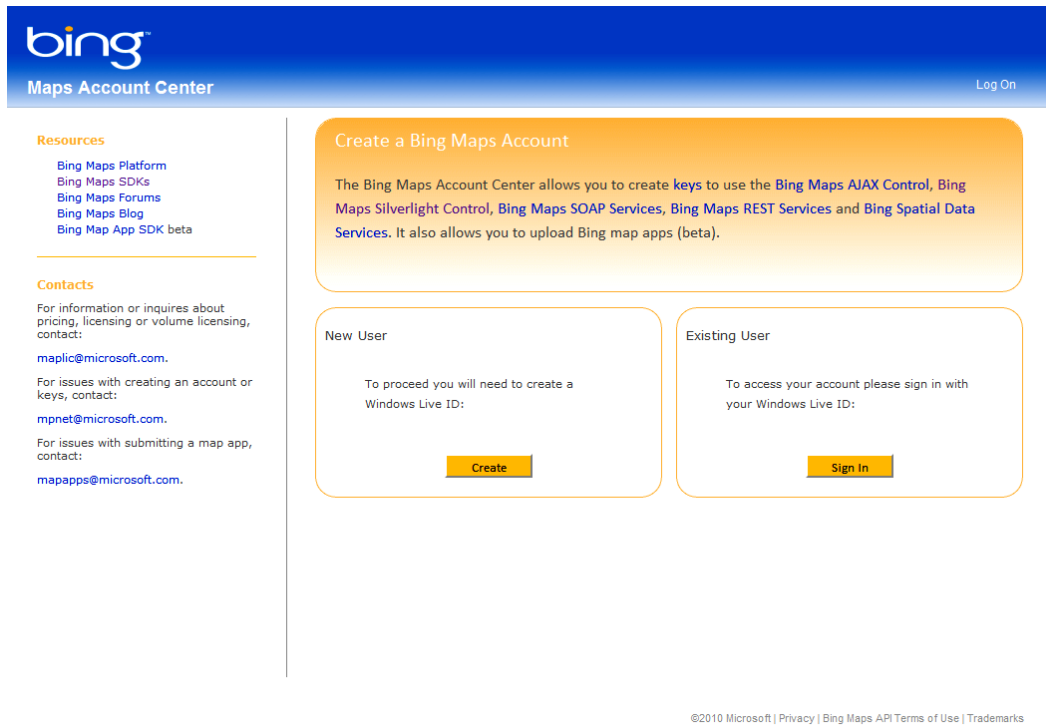 bing™
Maps Account Center
Log On
Resources
Bing Maps Platform
Bing Maps SDKs
Bing Maps Forums
Bing Maps Blog
Bing Map App SDK beta
Contacts
For information or inquires about
pricing, licensing or volume licensing,
contact:
maplic@microsoft.com.
For issues with creating an account or
keys, contact:
mpnet@microsoft.com.
For issues with submitting a map app,
contact:
mapapps@microsoft.com.
Create a Bing Maps Account
The Bing Maps Account Center allows you to create keys to use the Bing Maps AJAX Control, Bing
Maps Silverlight Control, Bing Maps SOAP Services, Bing Maps REST Services and Bing Spatial Data
Services. It also allows you to upload Bing map apps (beta).
New User
To proceed you will need to create a
Windows Live ID:
Create
Existing User
To access your account please sign in with
your Windows Live ID:
Sign In
©2010 Microsoft | Privacy | Bing Maps API Terms of Use | Trademarks